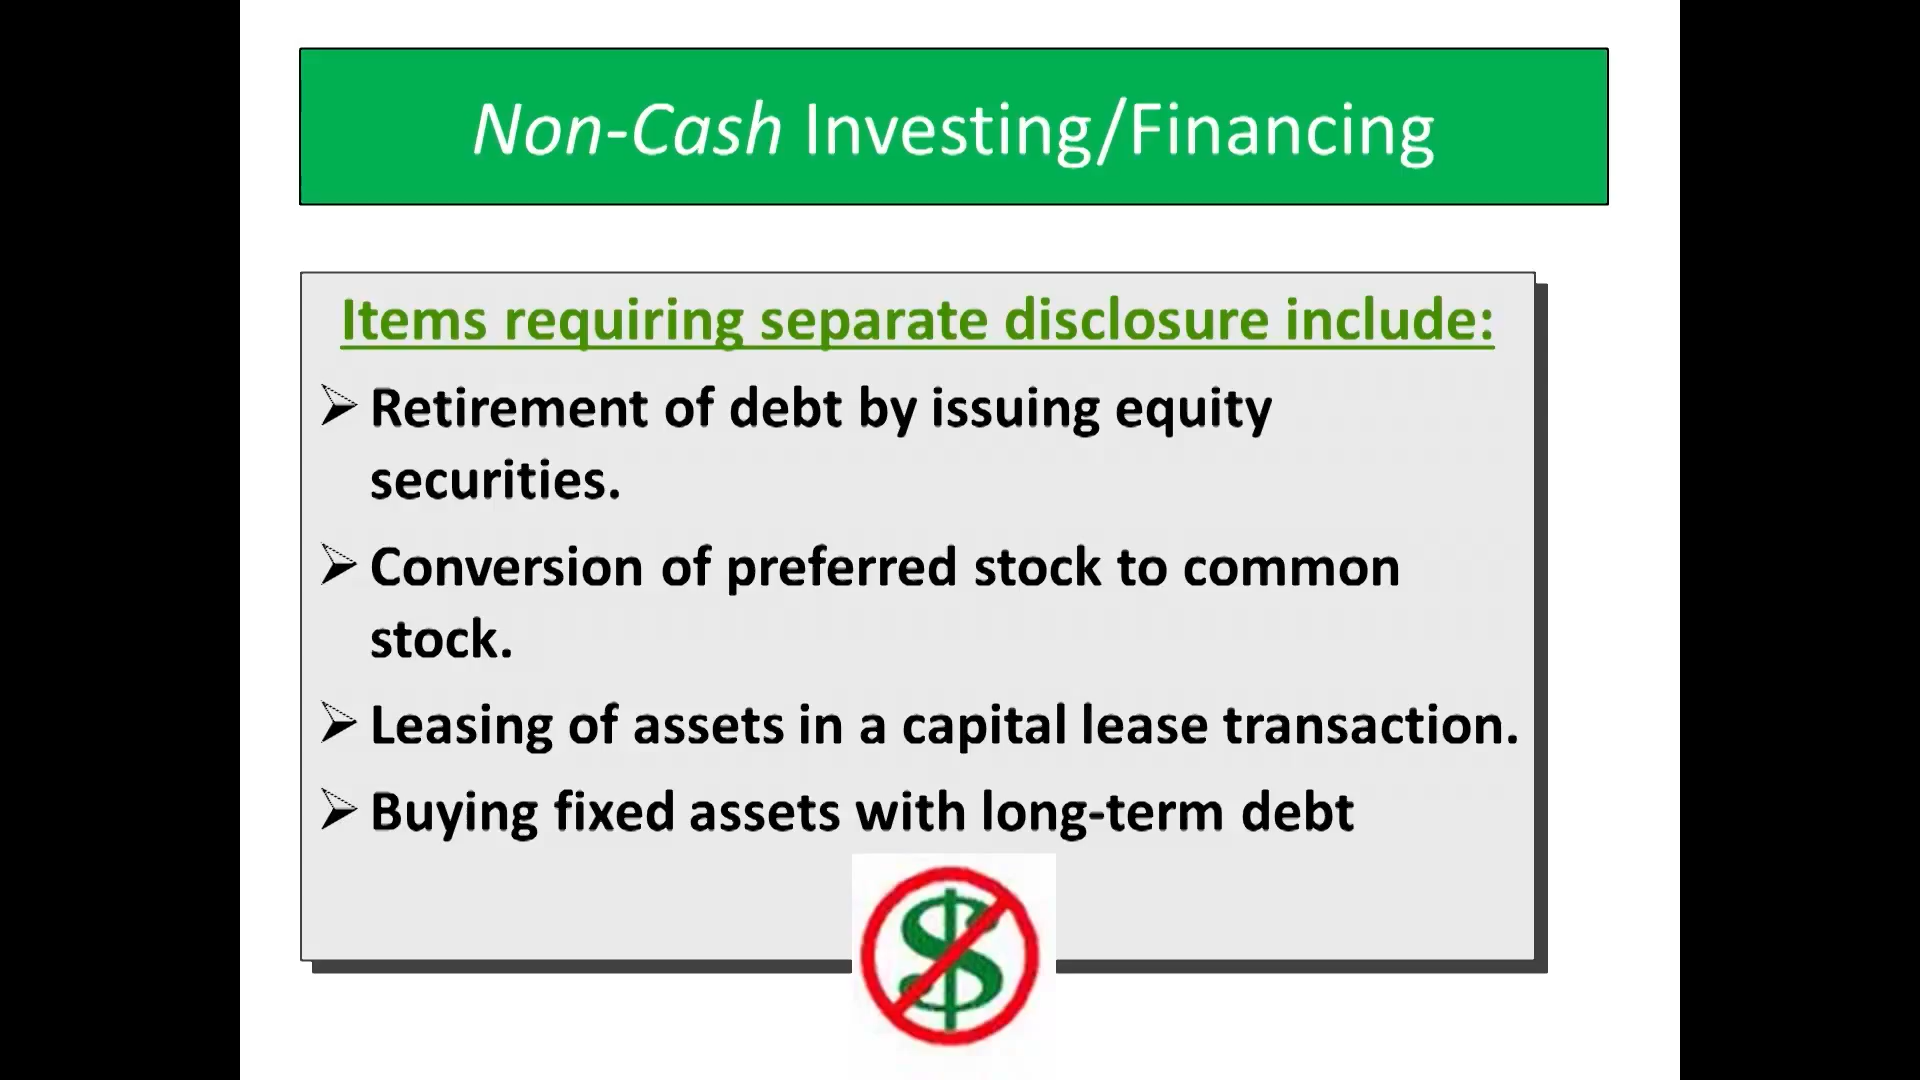 Non-Cash Investing/Financing
Items requiring separate disclosure include:
Retirement of debt by issuing equity
securities.
Conversion of preferred stock to common
stock.
Leasing of assets in a capital lease transaction.
Buying fixed assets with long-term debt
$